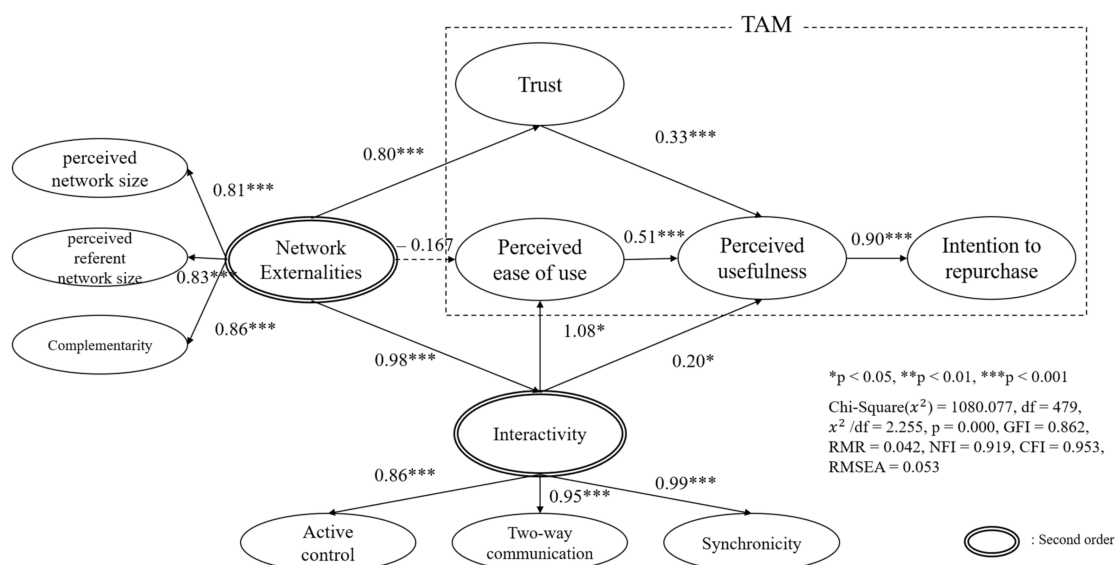 TAM
Trust
0.80***
0.33***
perceived
network size
0.81***
perceived
referent
network size
0.83***
Complementarity
0.86***
Network
Externalities
– 0.167
Perceived
ease of use
0.51***
Perceived
usefulness
0.90***
Intention to
repurchase
0.98***
1.08*
0.20*
Interactivity
0.86***
0.95***
0.99***
Active
control
Two-way
communication
Synchronicity
*p < 0.05, **p < 0.01, ***p < 0.001
Chi-Square(x²) = 1080.077, df = 479,
x² /df = 2.255, p = 0.000, GFI = 0.862,
RMR = 0.042, NFI = 0.919, CFI = 0.953,
RMSEA = 0.053
: Second order